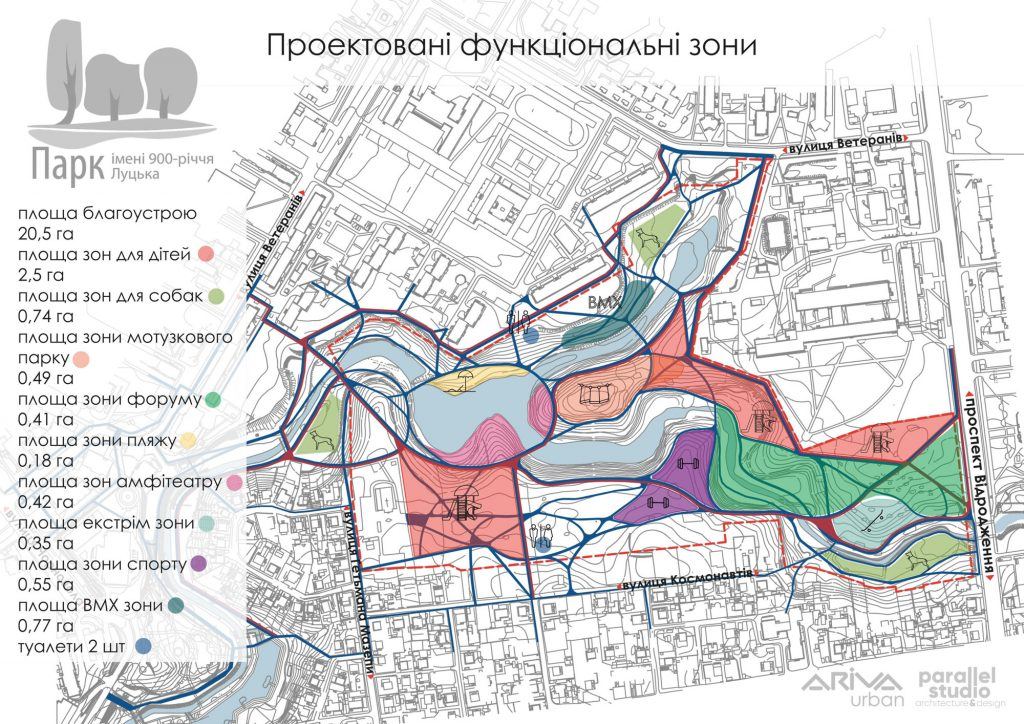 Проектовані функціональні зони
Парк імені 900-річчя
Луцька
площа благоустрою
20,5 га
площа зон для дітей
2,5 га
площа зон для собак
0,74 га
площа зони мотузкового
парку
0,49 га
площа зони форуму
0,41 га
площа зони пляжу
0,18 га
площа зон амфітеатру
0,42 га
площа екстрім зони
0,35 га
площа зони спорту
0,55 га
площа BMX зони
0,77 га
туалети 2 шт
вулиця Ветеранів
вулиця Ветеранів
BMX
проспект Відродження
вулиця Гетьмана Мазепи
вулиця Космонавтів
ARIVA
urban
parallel
studio
architecture&design